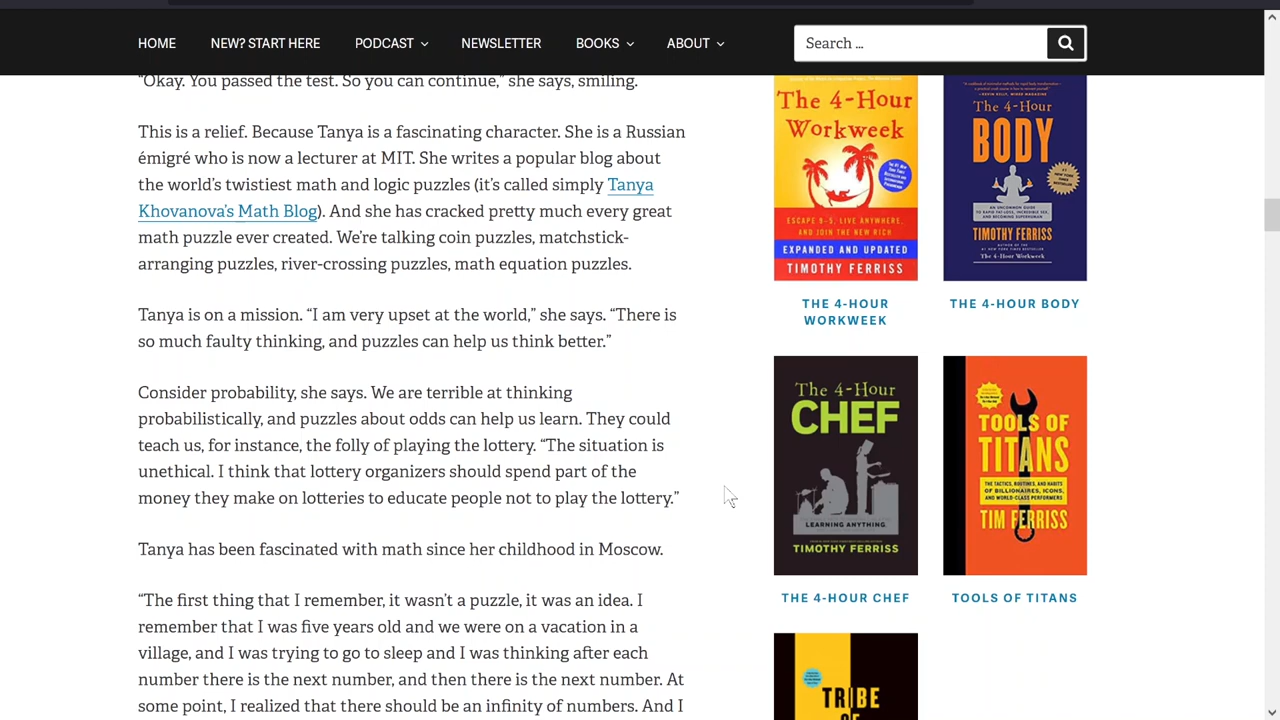 HOME NEW? START HERE PODCAST NEWSLETTER BOOKS ABOUT Search ...
“Okay. You passed the test. So you can continue,” she says, smiling.
This is a relief. Because Tanya is a fascinating character. She is a Russian
émigré who is now a lecturer at MIT. She writes a popular blog about
the world’s twistiest math and logic puzzles (it’s called simply Tanya
Khovanova’s Math Blog). And she has cracked pretty much every great
math puzzle ever created. We’re talking coin puzzles, matchstick-
arranging puzzles, river-crossing puzzles, math equation puzzles.
Tanya is on a mission. “I am very upset at the world,” she says. “There is
so much faulty thinking, and puzzles can help us think better.”
Consider probability, she says. We are terrible at thinking
probabilistically, and puzzles about odds can help us learn. They could
teach us, for instance, the folly of playing the lottery. “The situation is
unethical. I think that lottery organizers should spend part of the
money they make on lotteries to educate people not to play the lottery.”
Tanya has been fascinated with math since her childhood in Moscow.
“The first thing that I remember, it wasn’t a puzzle, it was an idea. I
remember that I was five years old and we were on a vacation in a
village, and I was trying to go to sleep and I was thinking after each
number there is the next number, and then there is the next number. At
some point, I realized that there should be an infinity of numbers. And I
The 4-Hour
Workweek
ESCAPE 9-5, LIVE ANYWHERE,
AND JOIN THE NEW RICH
EXPANDED AND UPDATED
TIMOTHY FERRISS
THE 4-HOUR
WORKWEEK
The 4-Hour
BODY
AN UNCOMMON GUIDE
TO RAPID FAT-LOSS, INCREDIBLE SEX,
AND BECOMING SUPERHUMAN
TIMOTHY FERRISS
The 4-Hour Workweek
THE 4-HOUR BODY
The 4-Hour
CHEF
LEARNING ANYTHING,
TIMOTHY FERRISS
THE 4-HOUR CHEF
TOOLS OF
TITANS
THE TACTICS, ROUTINES, AND HABITS
OF BILLIONAIRES, ICONS,
AND WORLD-CLASS PERFORMERS
TIM FERRISS
TOOLS OF TITANS
TRIBE
OF